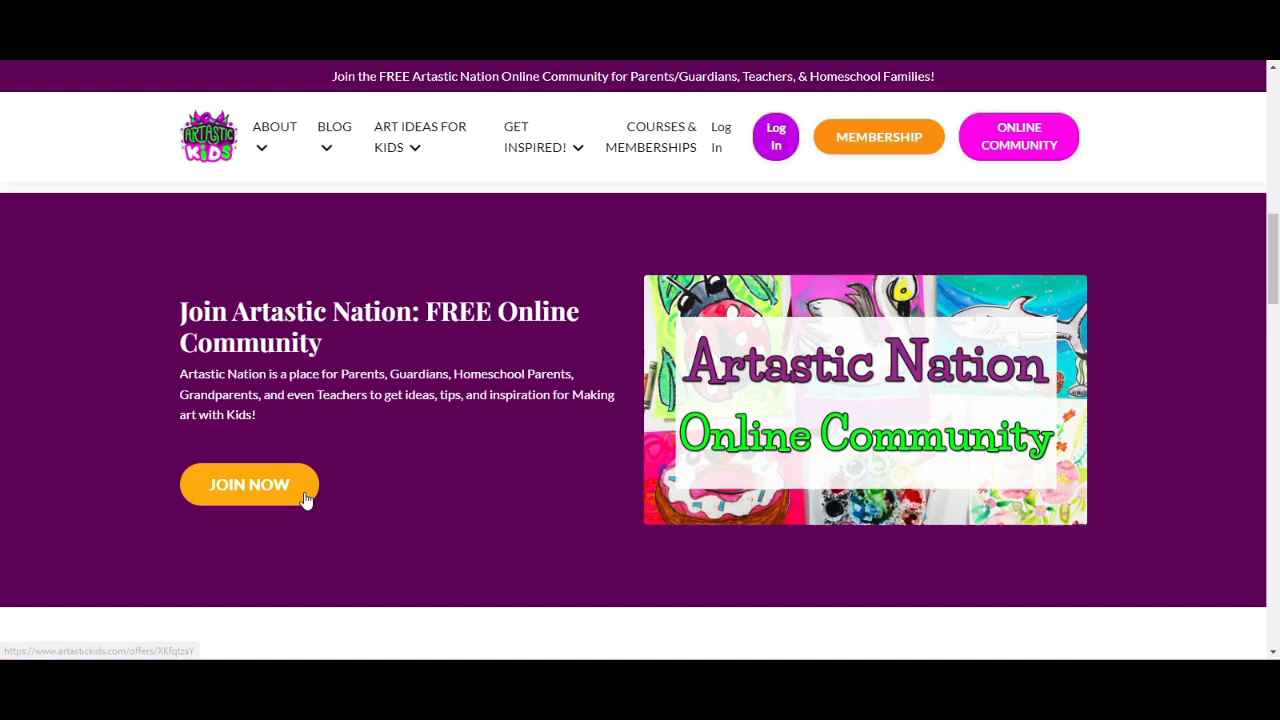 Join the FREE Artastic Nation Online Community for Parents/Guardians, Teachers, & Homeschool Families!
ARTASTIC
KIDS
ABOUT
BLOG
ART IDEAS FOR
KIDS
GET
INSPIRED!
COURSES &
MEMBERSHIPS
Log
In
Log
In
MEMBERSHIP
ONLINE
COMMUNITY
Join Artastic Nation: FREE Online
Community
Artastic Nation is a place for Parents, Guardians, Homeschool Parents,
Grandparents, and even Teachers to get ideas, tips, and inspiration for Making
art with Kids!
JOIN NOW
Artastic Nation
Online Community
https://www.artastickids.com/offers/XKfqtzsY